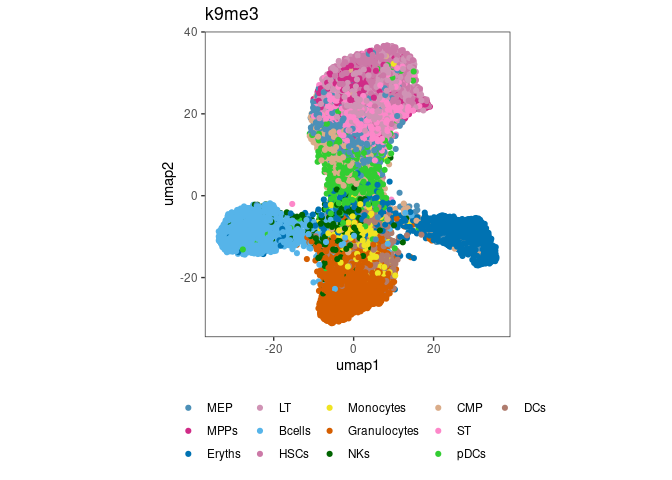 k9me3
40
20
0
-20
umap2
-20 0 20
umap1
MEP LT Monocytes CMP DCs
MPPs Bcells Granulocytes ST
Eryths HSCs NKs pDCs